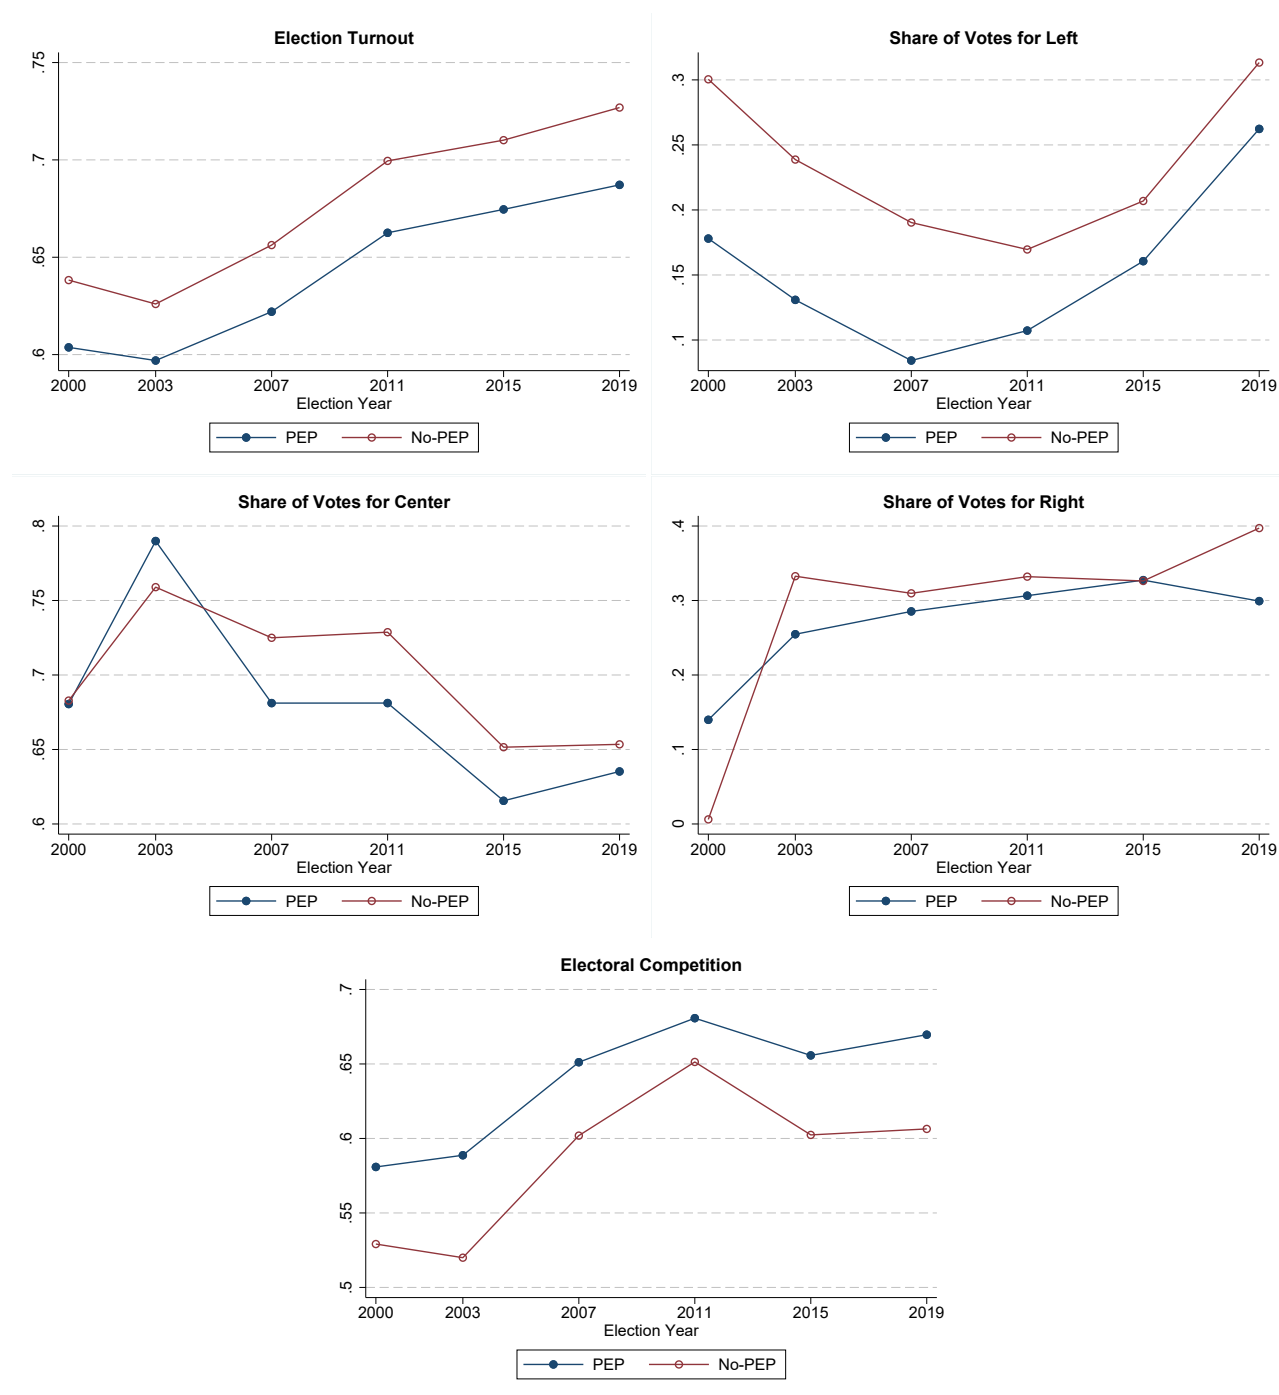 Election Turnout
.75
.7
.65
.6
2000 2003 2007 2011 2015 2019
Election Year
PEP No-PEP
Share of Votes for Left
.3
.25
.2
.15
.1
2000 2003 2007 2011 2015 2019
Election Year
PEP No-PEP
Share of Votes for Center
.8
.75
.7
.65
.6
2000 2003 2007 2011 2015 2019
Election Year
PEP No-PEP
Share of Votes for Right
.4
.3
.2
.1
0
2000 2003 2007 2011 2015 2019
Election Year
PEP No-PEP
Electoral Competition
.7
.65
.6
.55
.5
2000 2003 2007 2011 2015 2019
Election Year
PEP No-PEP